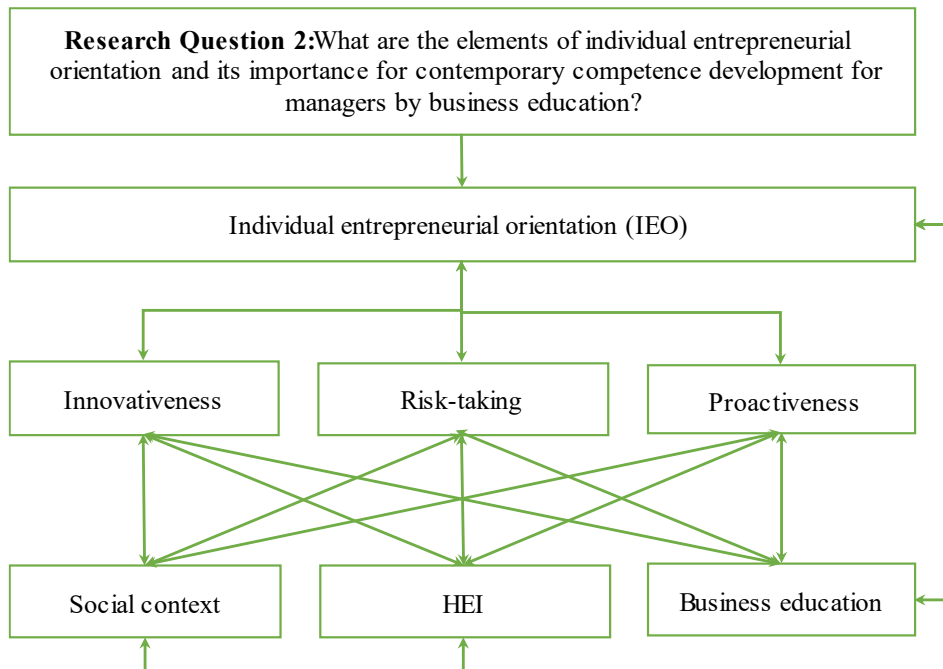 Research Question 2:What are the elements of individual entrepreneurial
orientation and its importance for contemporary competence development for
managers by business education?
Individual entrepreneurial orientation (IEO)
Innovativeness
Risk-taking
Proactiveness
Social context
HEI
Business education